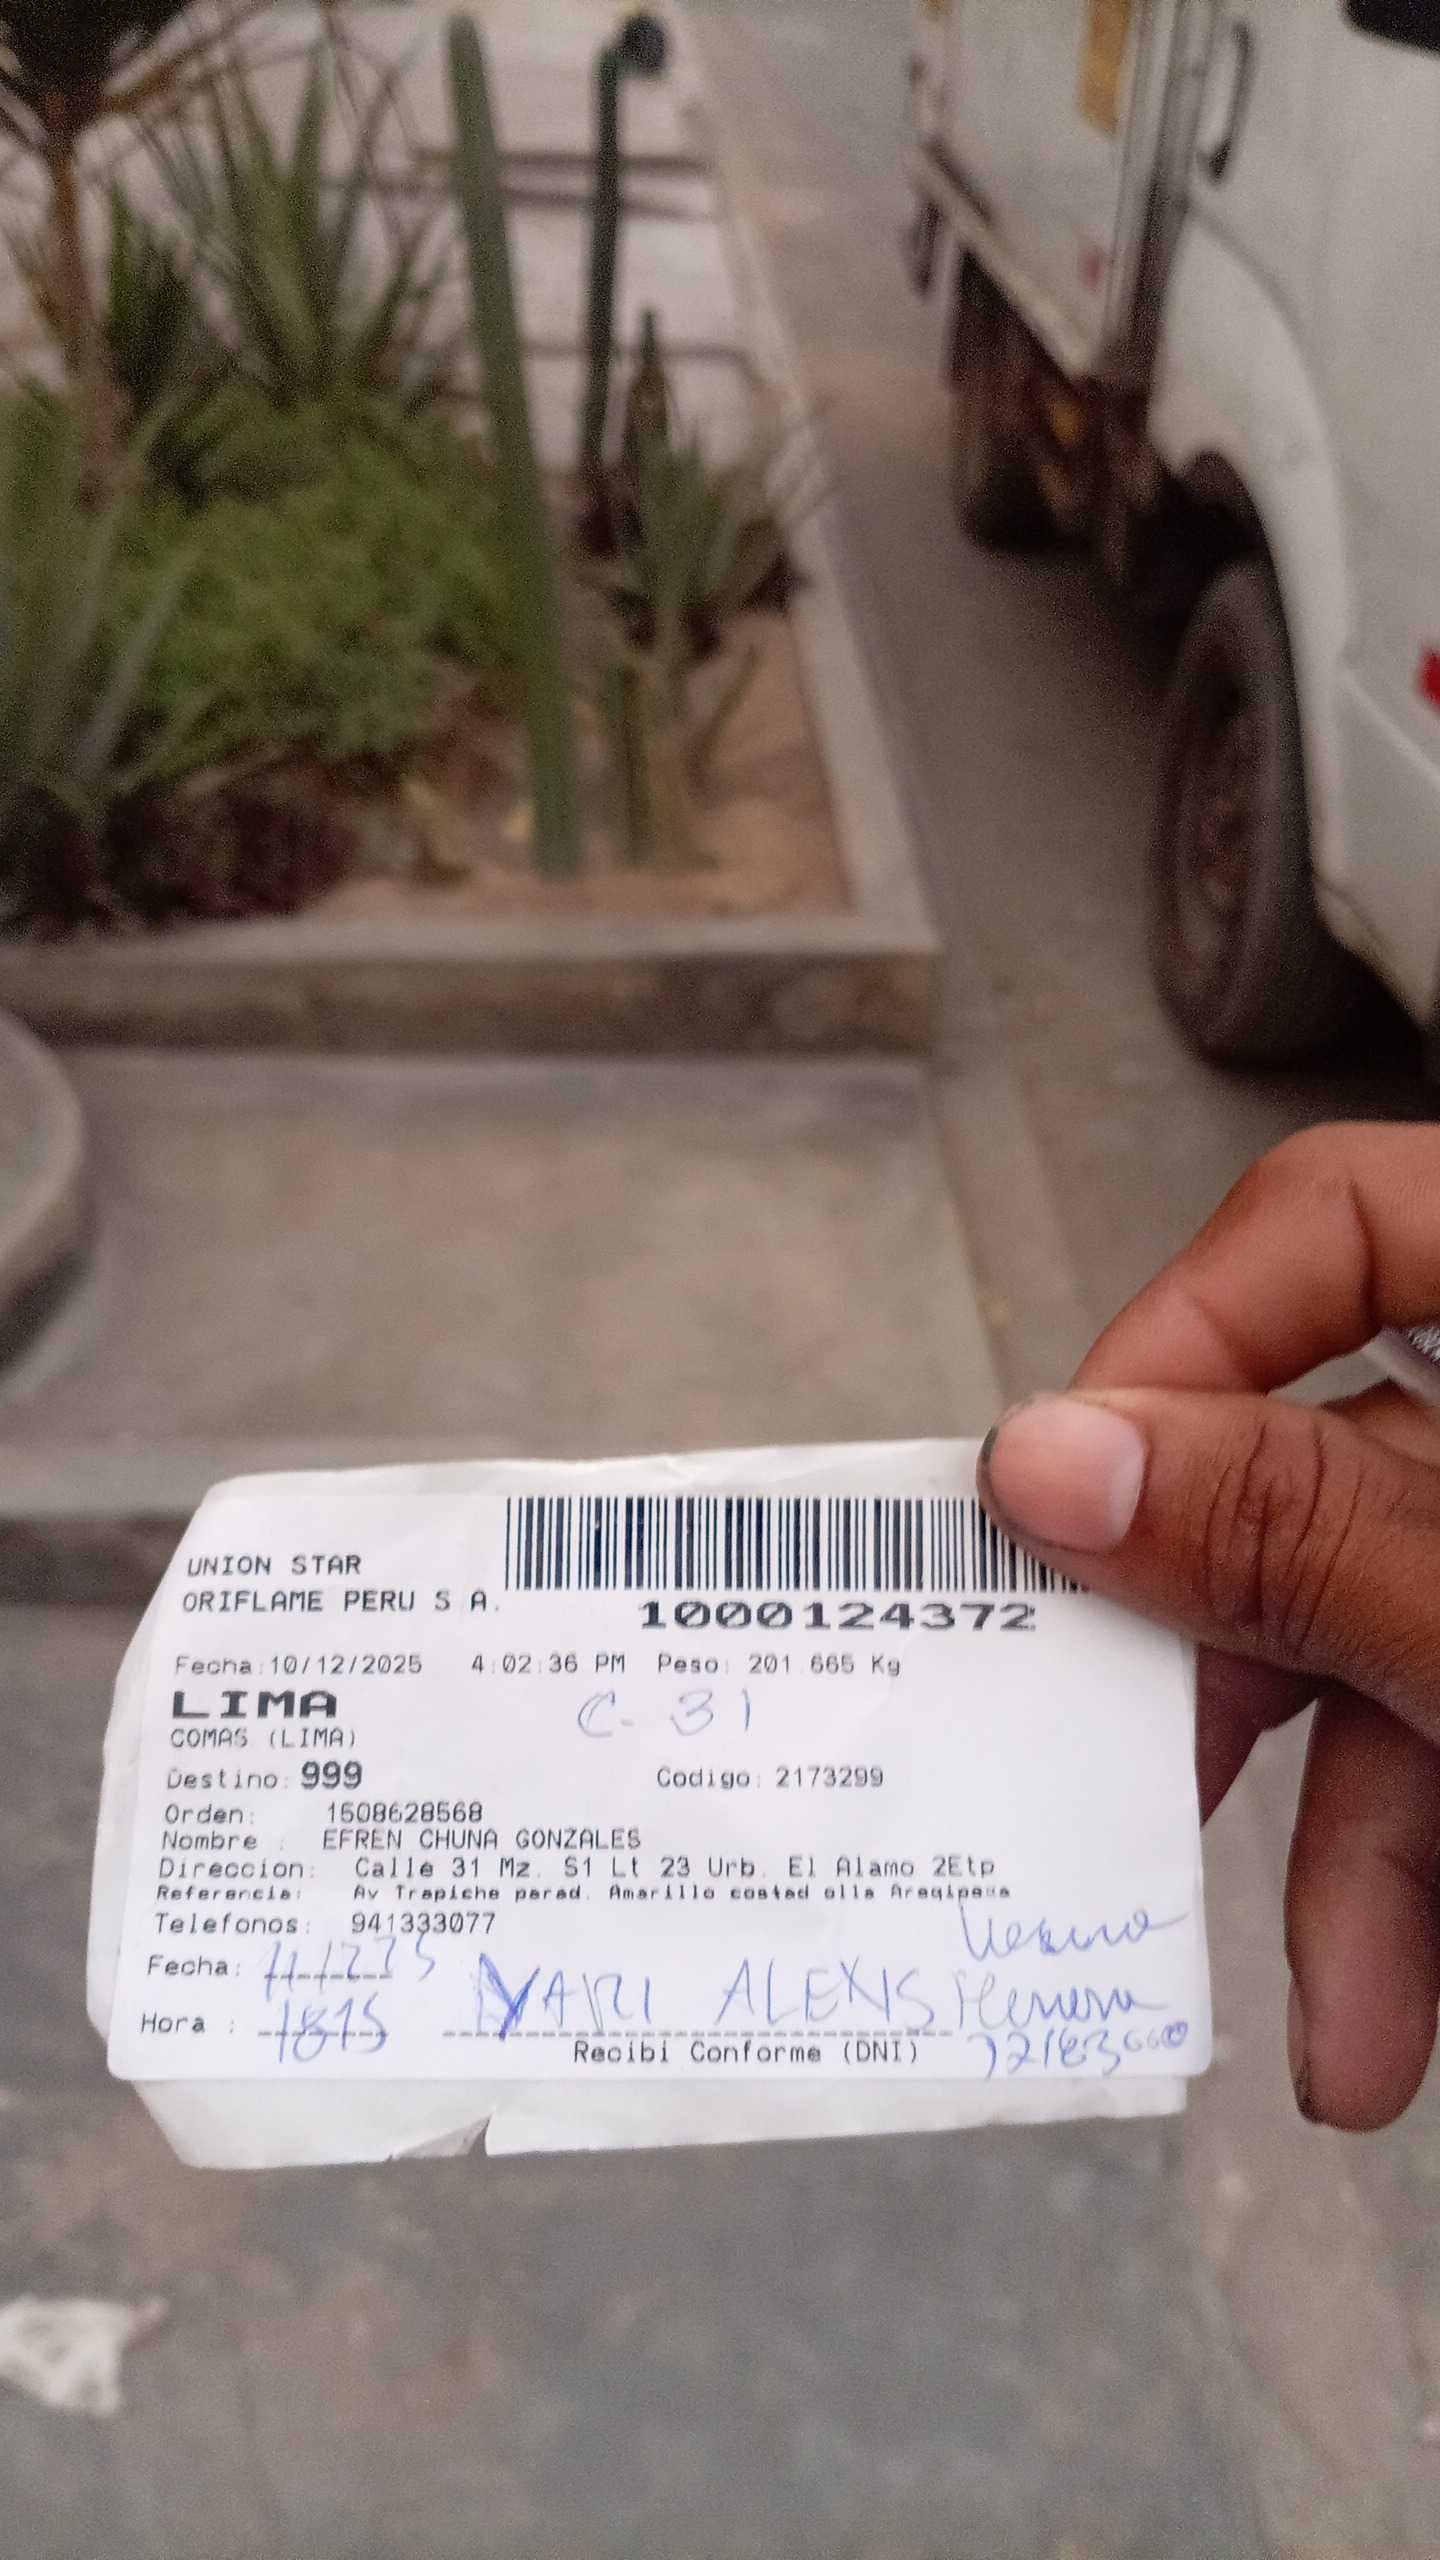 UNION STAR
ORIFLAME PERU S A.
1000124372
Fecha:10/12/2025 4:02:36 PM Peso: 201.665 Kg
LIMA
C- 31
COMAS (LIMA)
Destino: 999 Codigo: 2173299
Orden: 1508628568
Nombre : EFREN CHUNA GONZALES
Direccion: Calle 31 Mz. S1 Lt 23 Urb. El Alamo 2Etp
Referencia: Av Trapiche parad. Amarillo costad olla Areqipeña
Telefonos: 941333077
Fecha: 11/12/25
YARI ALEXIS Herrera
Hora : 1815
Recibi Conforme (DNI)